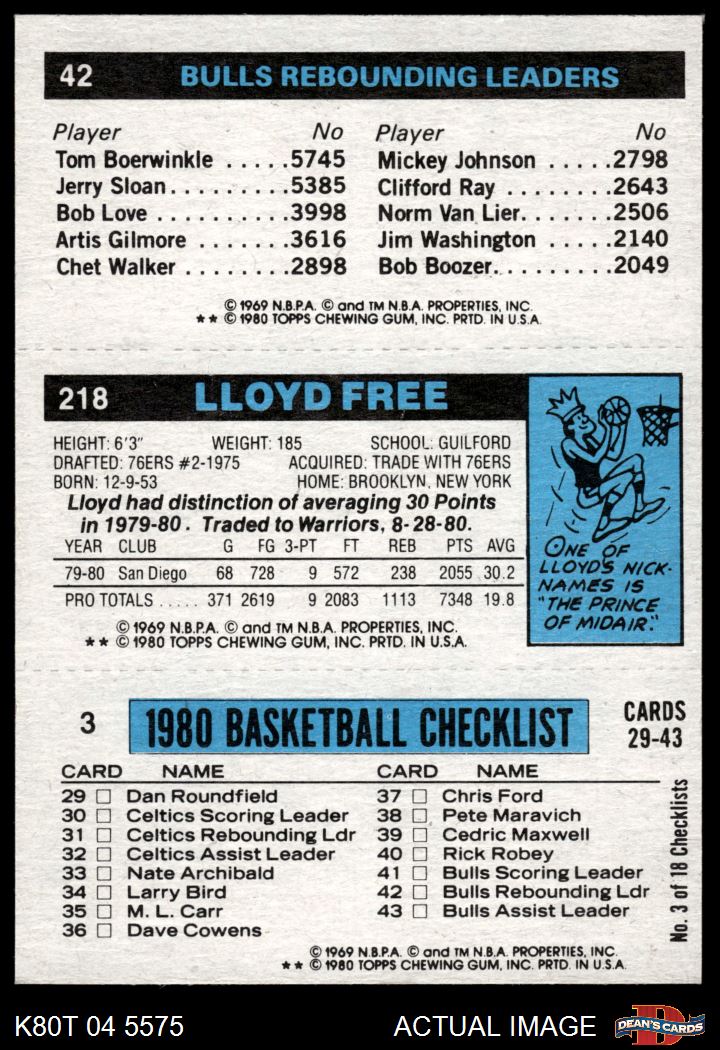 42 BULLS REBOUNDING LEADERS
Player No Player No
Tom Boerwinkle . . . . .5745 Mickey Johnson . . . . .2798
Jerry Sloan. . . . . . . . .5385 Clifford Ray . . . . . . . .2643
Bob Love . . . . . . . . . .3998 Norm Van Lier. . . . . . .2506
Artis Gilmore . . . . . . .3616 Jim Washington . . . . .2140
Chet Walker . . . . . . . .2898 Bob Boozer. . . . . . . . .2049
© 1969 N.B.P.A. © and TM N.B.A. PROPERTIES, INC.
** © 1980 TOPPS CHEWING GUM, INC. PRTD. IN U.S.A.
218 LLOYD FREE
HEIGHT: 6'3" WEIGHT: 185 SCHOOL: GUILFORD
DRAFTED: 76ERS #2-1975 ACQUIRED: TRADE WITH 76ERS
BORN: 12-9-53 HOME: BROOKLYN, NEW YORK
Lloyd had distinction of averaging 30 Points
in 1979-80. Traded to Warriors, 8-28-80.
YEAR CLUB G FG 3-PT FT REB PTS AVG
79-80 San Diego 68 728 9 572 238 2055 30.2
PRO TOTALS . . . . . 371 2619 9 2083 1113 7348 19.8
© 1969 N.B.P.A. © and TM N.B.A. PROPERTIES, INC.
** © 1980 TOPPS CHEWING GUM, INC. PRTD. IN U.S.A.
ONE OF
LLOYD'S NICK-
NAMES IS
"THE PRINCE
OF MIDAIR."
3 1980 BASKETBALL CHECKLIST CARDS
29-43
CARD NAME CARD NAME
29 □ Dan Roundfield 37 □ Chris Ford
30 □ Celtics Scoring Leader 38 □ Pete Maravich
31 □ Celtics Rebounding Ldr 39 □ Cedric Maxwell
32 □ Celtics Assist Leader 40 □ Rick Robey
33 □ Nate Archibald 41 □ Bulls Scoring Leader
34 □ Larry Bird 42 □ Bulls Rebounding Ldr
35 □ M. L. Carr 43 □ Bulls Assist Leader
36 □ Dave Cowens
No. 3 of 18 Checklists
© 1969 N.B.P.A. © and TM N.B.A. PROPERTIES, INC.
** © 1980 TOPPS CHEWING GUM, INC. PRTD. IN U.S.A.
K80T 04 5575 ACTUAL IMAGE D DEAN'S CARDS